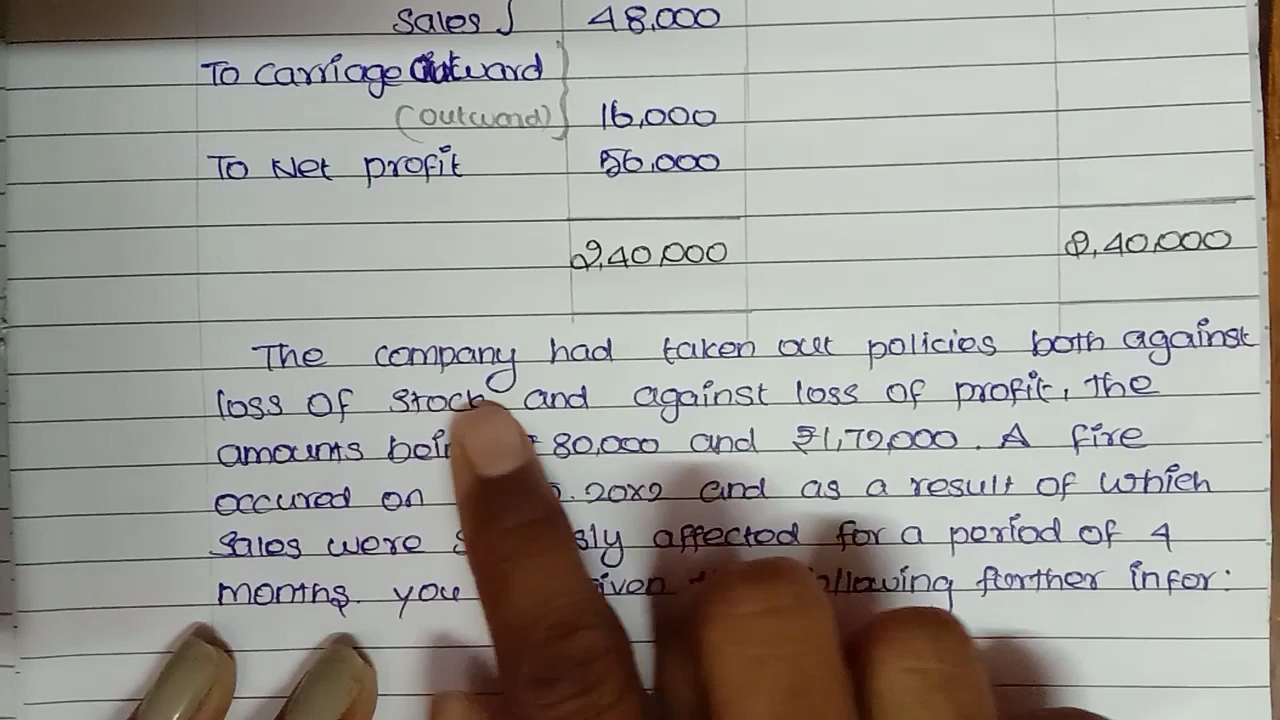 Sales 48,000
To Carriage Outward
(outward) 16,000
To Net profit 56,000
2,40,000 2,40,000
The company had taken out policies both against
loss of stock and against loss of profit, the
amounts 80,000 and ₹1,72,000. A fire
occured on .20x2 and as a result of which
sales were affected for a period of 4
months. you further infor: